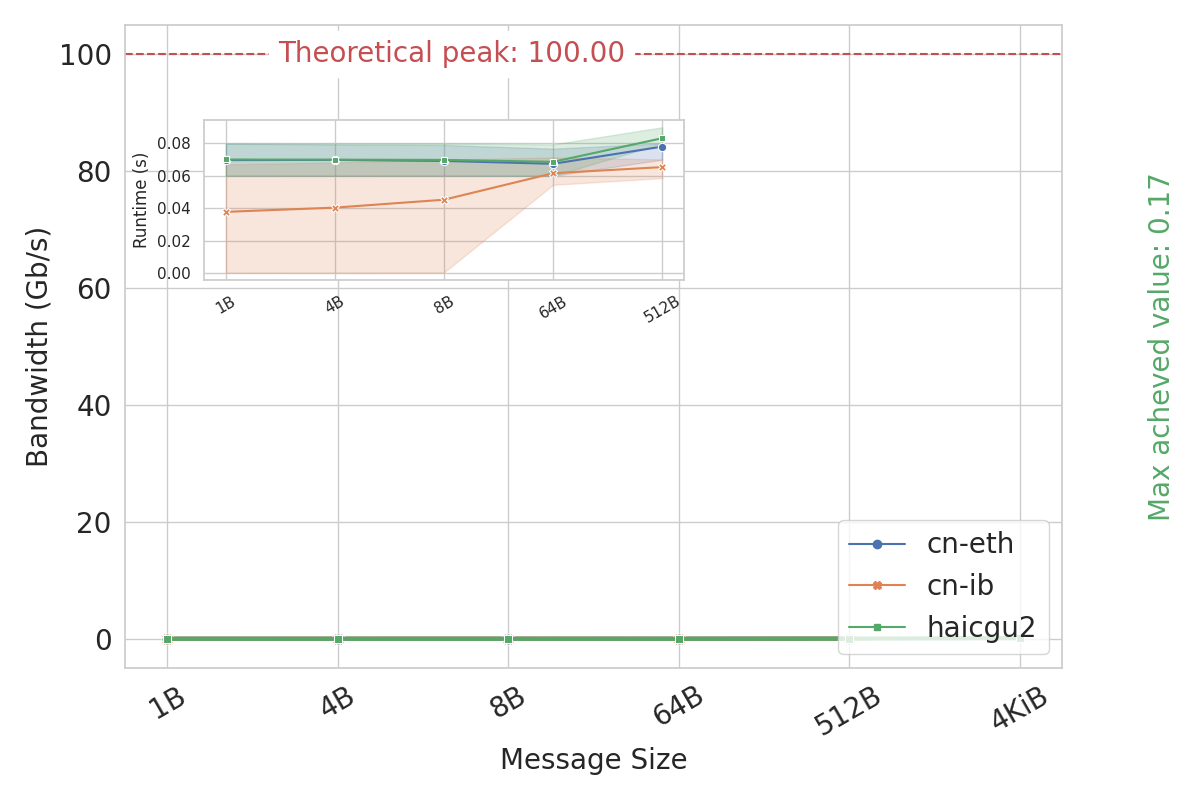 Theoretical peak: 100.00
100
80
60
40
20
0
Bandwidth (Gb/s)
0.08
0.06
0.04
0.02
0.00
Runtime (s)
1B
4B
8B
64B
512B
cn-eth
cn-ib
haicgu2
1B
4B
8B
64B
512B
4KiB
Message Size
Max acheved value: 0.17